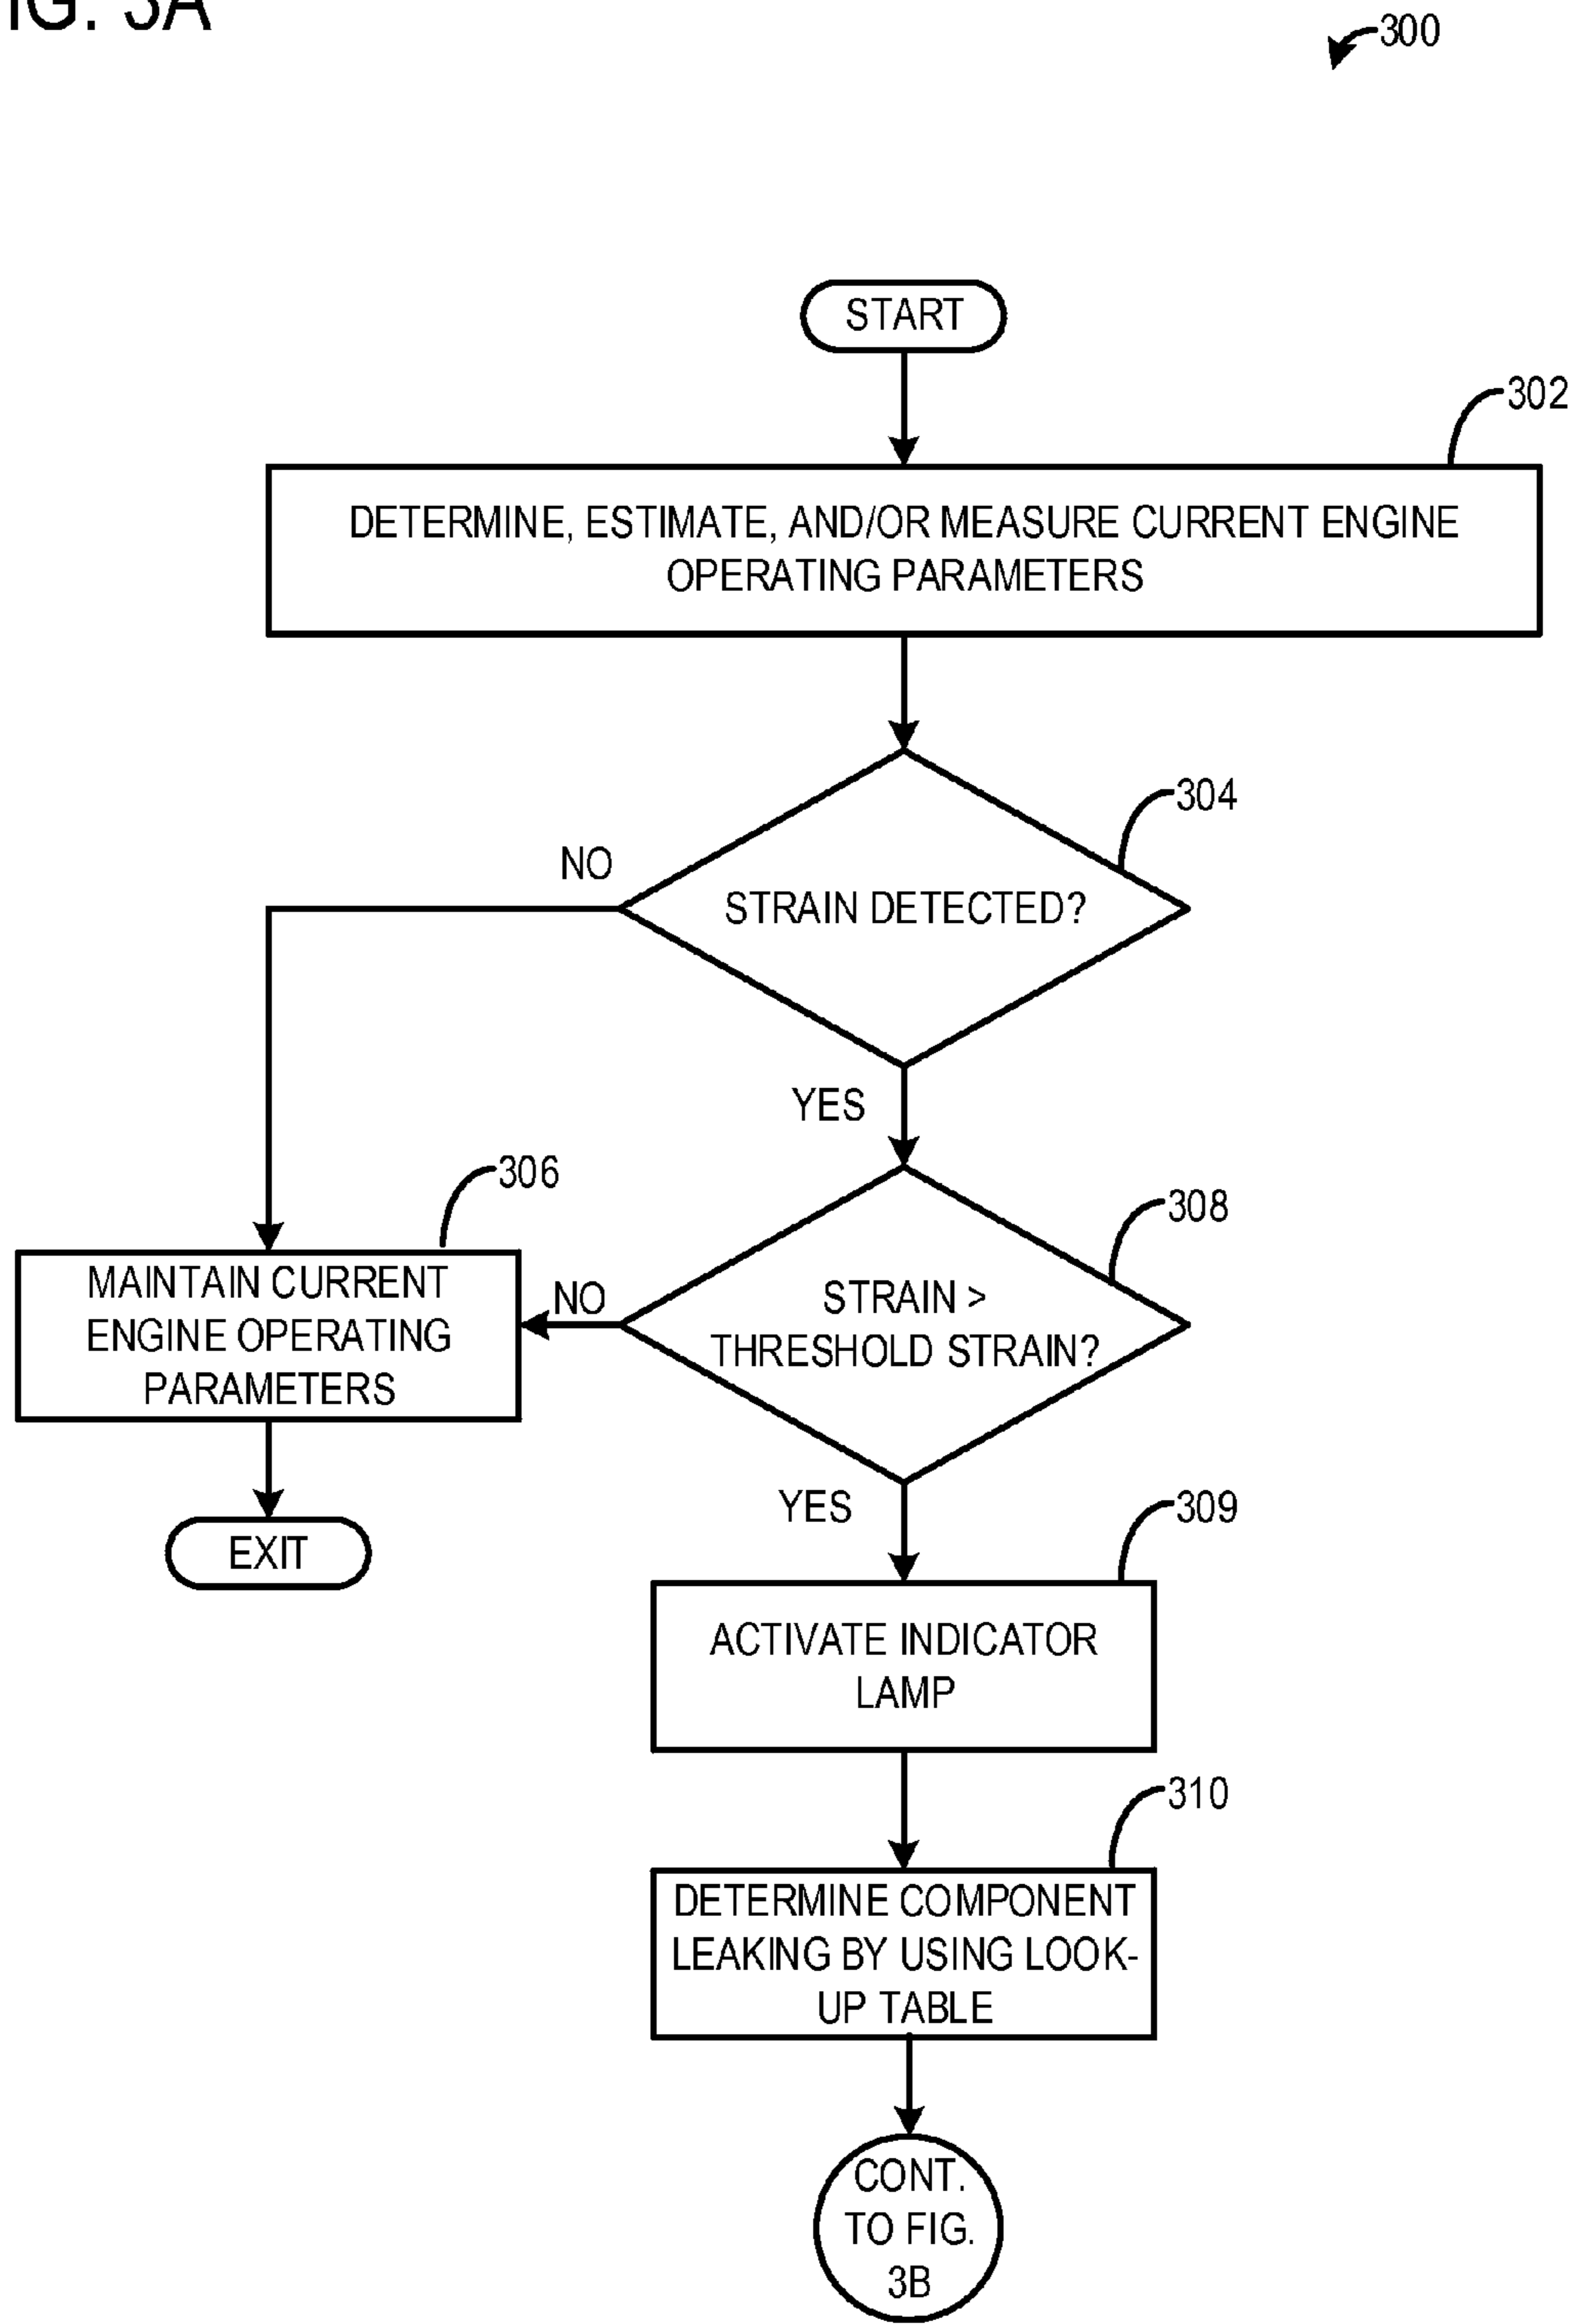 IG. 3A
300
START
302
DETERMINE, ESTIMATE, AND/OR MEASURE CURRENT ENGINE
OPERATING PARAMETERS
304
NO
STRAIN DETECTED?
YES
306
308
MAINTAIN CURRENT
ENGINE OPERATING
PARAMETERS
NO
STRAIN >
THRESHOLD STRAIN?
YES
309
EXIT
ACTIVATE INDICATOR
LAMP
310
DETERMINE COMPONENT
LEAKING BY USING LOOK-
UP TABLE
CONT.
TO FIG.
3B